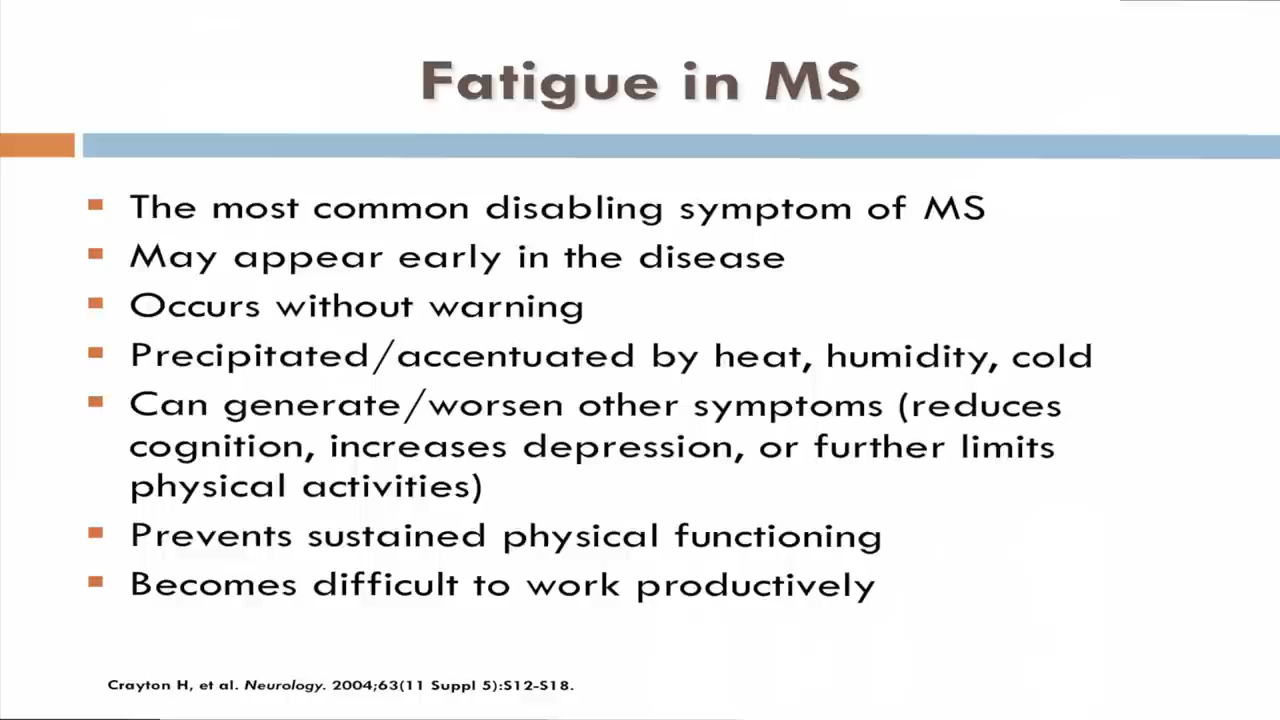 Fatigue in MS
The most common disabling symptom of MS
May appear early in the disease
Occurs without warning
Precipitated/accentuated by heat, humidity, cold
Can generate/worsen other symptoms (reduces
cognition, increases depression, or further limits
physical activities)
Prevents sustained physical functioning
Becomes difficult to work productively
Crayton H, et al. Neurology. 2004;63(11 Suppl 5):S12-S18.